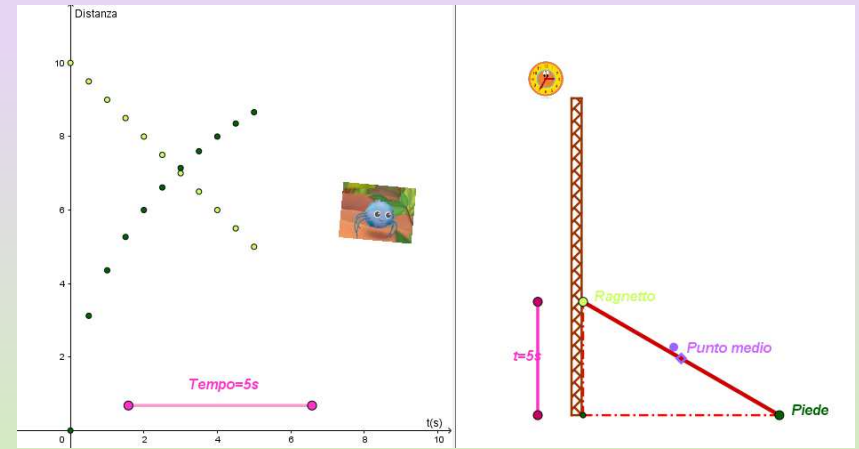 Distanza
10
8
6
4
2
0
2
4
6
8
10
t(s)
Tempo=5s
Ragnetto
t=5s
Punto medio
Piede